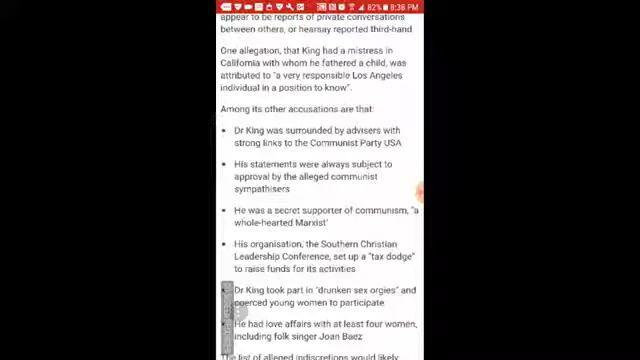 82% 8:36 PM
appear to be reports of private conversations
between others, or hearsay reported third-hand
One allegation, that King had a mistress in
California with whom he fathered a child, was
attributed to "a very responsible Los Angeles
individual in a position to know".
Among its other accusations are that:
• Dr King was surrounded by advisers with
strong links to the Communist Party USA
• His statements were always subject to
approval by the alleged communist
sympathisers
• He was a secret supporter of communism, "a
whole-hearted Marxist"
• His organisation, the Southern Christian
Leadership Conference, set up a "tax dodge"
to raise funds for its activities
• Dr King took part in "drunken sex orgies" and
coerced young women to participate
• He had love affairs with at least four women,
including folk singer Joan Baez
The list of alleged indiscretions would likely